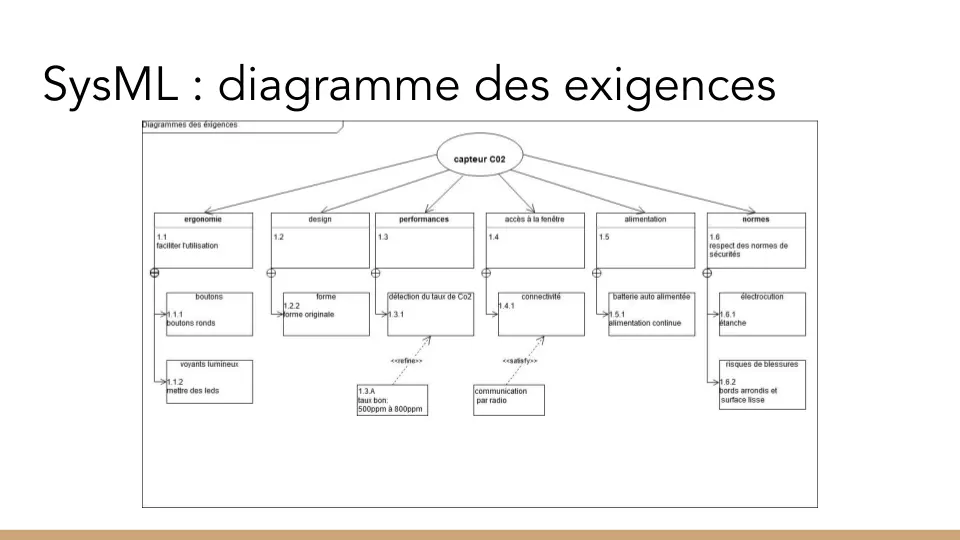 SysML : diagramme des exigences
Diagrammes des éxigences
capteur C02
ergonomie
1.1
faciliter l'utilisation
design
1.2
performances
1.3
accès à la fenêtre
1.4
alimentation
1.5
normes
1.6
respect des normes de
sécurités
boutons
1.1.1
boutons ronds
forme
1.2.2
forme originale
détection du taux de Co2
1.3.1
connectivité
1.4.1
batterie auto alimentée
1.5.1
alimentation continue
électrocution
1.6.1
étanche
voyants lumineux
1.1.2
mettre des leds
<<refine>>
<<satisfy>>
risques de blessures
1.6.2
bords arrondis et
surface lisse
1.3.A
taux bon:
500ppm à 800ppm
communication
par radio